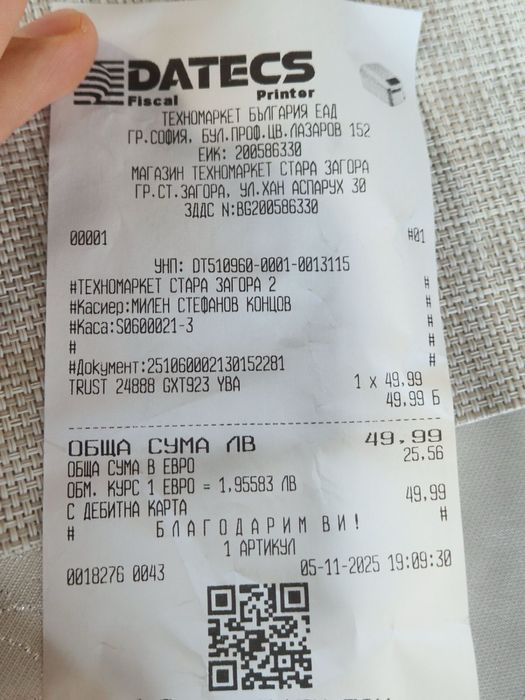 DATECS
Fiscal Printer
ТЕХНОМАРКЕТ БЪЛГАРИЯ ЕАД
ГР.СОФИЯ, БУЛ.ПРОФ.ЦВ.ЛАЗАРОВ 152
ЕИК: 200586330
МАГАЗИН ТЕХНОМАРКЕТ СТАРА ЗАГОРА
ГР.СТ.ЗАГОРА, УЛ.ХАН АСПАРУХ 30
ЗДДС N:BG200586330
00001 #01
УНП: DT510960-0001-0013115
#ТЕХНОМАРКЕТ СТАРА ЗАГОРА 2 #
#Касиер:МИЛЕН СТЕФАНОВ КОНЦОВ #
#Каса:S0600021-3 #
# #
#Документ:251060002130152281 #
TRUST 24888 GXT923 YBA 1 x 49,99
49,99 Б
ОБЩА СУМА ЛВ 49,99
ОБЩА СУМА В ЕВРО 25,56
ОБМ. КУРС 1 ЕВРО = 1,95583 ЛВ
С ДЕБИТНА КАРТА 49,99
# БЛАГОДАРИМ ВИ! #
1 АРТИКУЛ
0018276 0043 05-11-2025 19:09:30